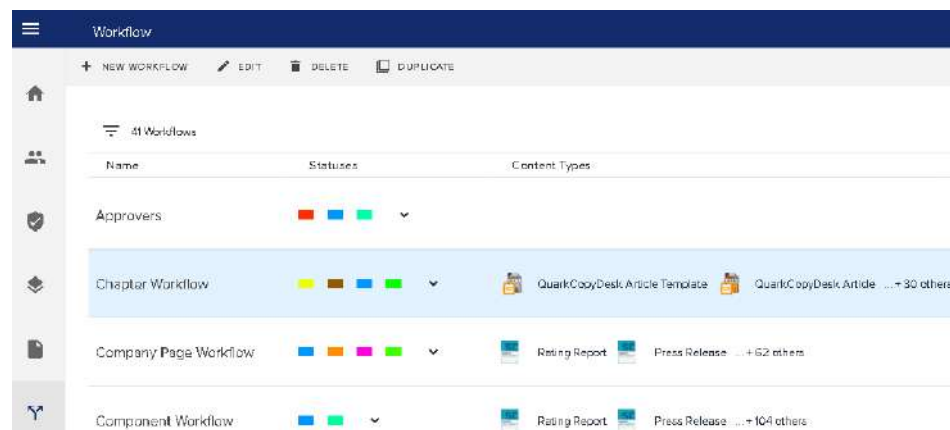 Workflow
NEW WORKFLOW EDIT DELETE DUPLICATE
41 Workflows
Name Statuses Content Types
Approvers
Chapter Workflow QuarkCopyDesk Article Template QuarkCopyDesk Article ...+ 30 others
Company Page Workflow Rating Report Press Release ...+ 62 others
Component Workflow Rating Report Press Release ...+ 104 others